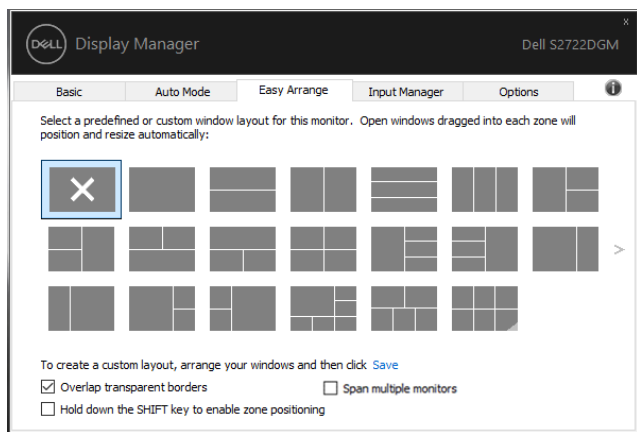 x
DELL Display Manager Dell S2722DGM
Basic Auto Mode Easy Arrange Input Manager Options i
Select a predefined or custom window layout for this monitor. Open windows dragged into each zone will
position and resize automatically:
>
To create a custom layout, arrange your windows and then click Save
Overlap transparent borders Span multiple monitors
Hold down the SHIFT key to enable zone positioning